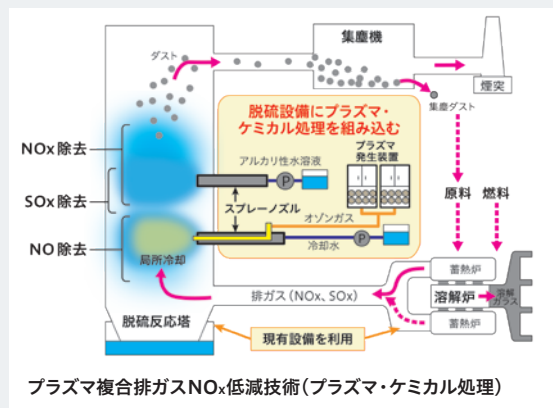 ダスト
集塵機
煙突
集塵ダスト
脱硫設備にプラズマ・
ケミカル処理を組み込む
プラズマ
発生装置
アルカリ性水溶液
P
スプレーノズル
オゾンガス
冷却水
P
NOx除去
SOx除去
NO除去
局所冷却
原料
燃料
蓄熱炉
溶解炉
溶解
ガラス
蓄熱炉
排ガス(NOx、SOx)
脱硫反応塔
現有設備を利用
プラズマ複合排ガスNOx低減技術(プラズマ・ケミカル処理)